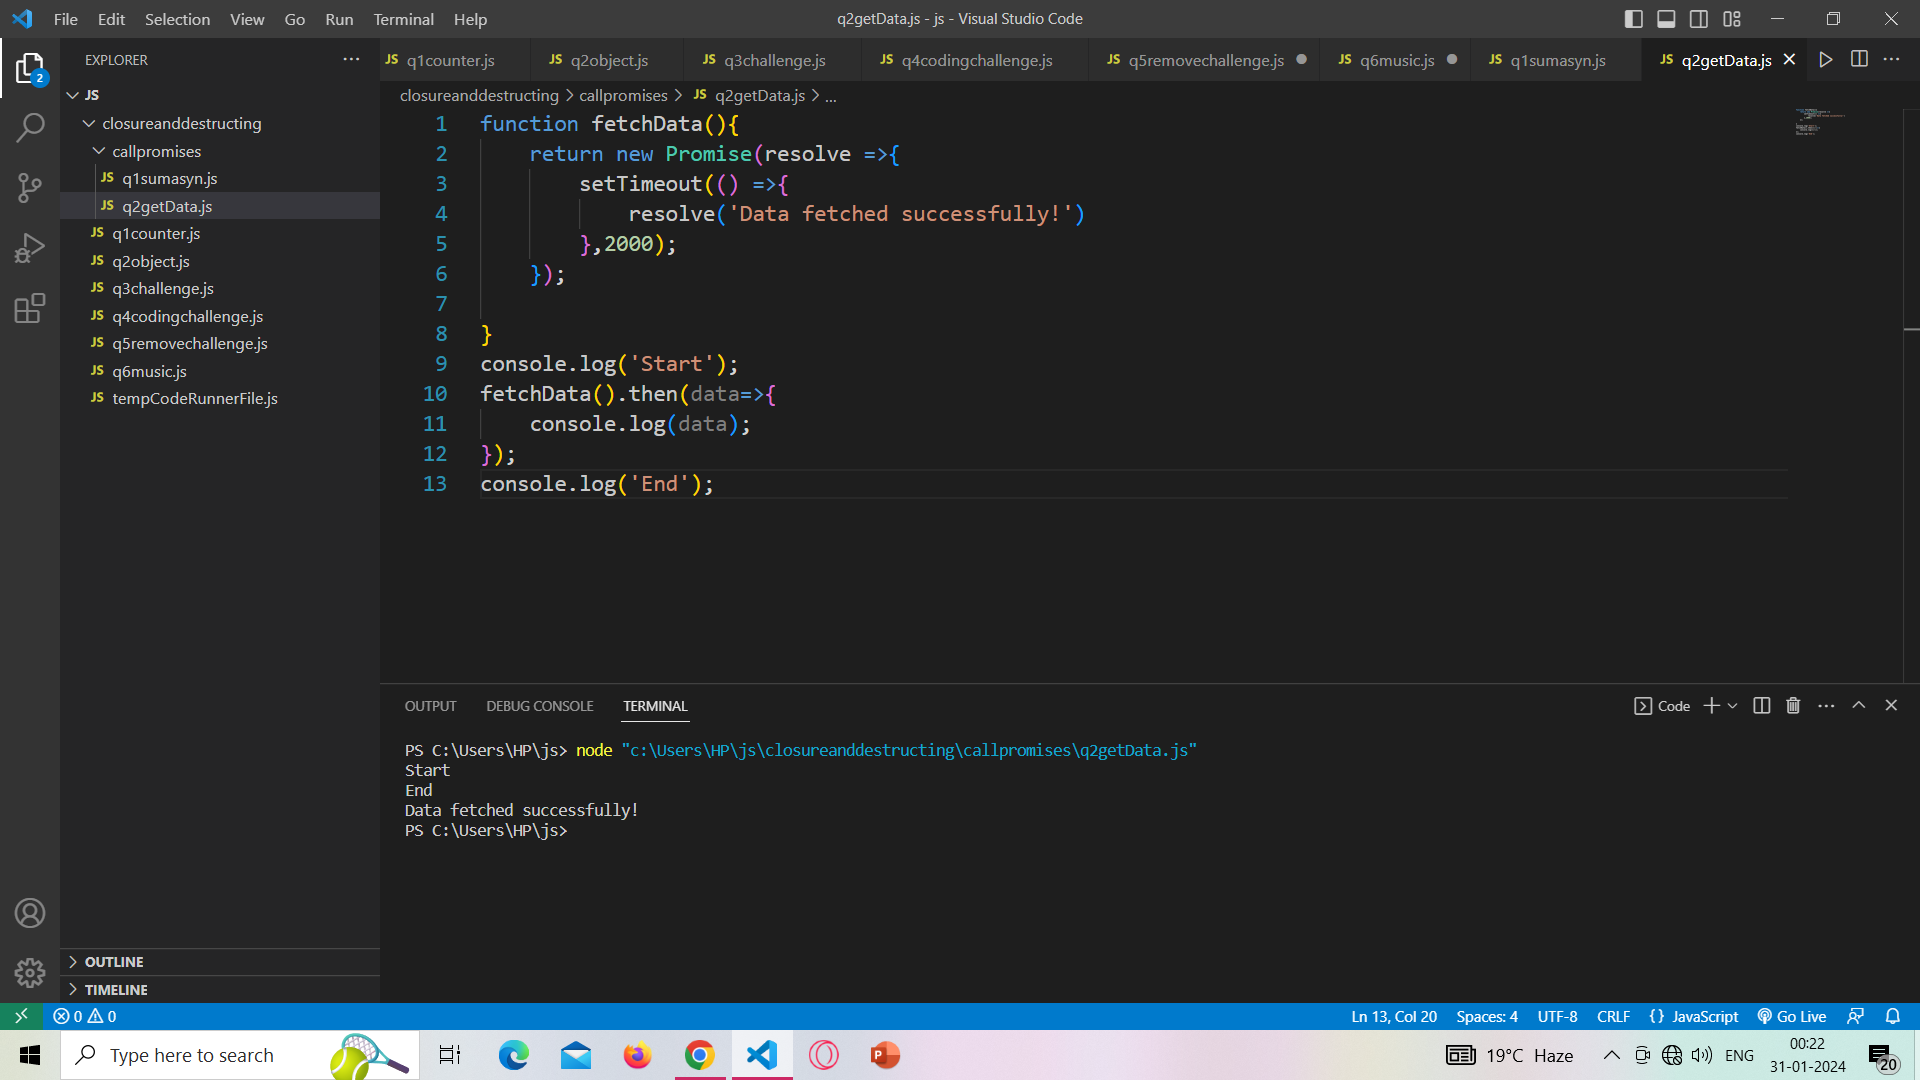 File Edit Selection View Go Run Terminal Help
q2getData.js - js - Visual Studio Code
EXPLORER
JS
closureanddestructing
callpromises
JS q1sumasyn.js
JS q2getData.js
JS q1counter.js
JS q2object.js
JS q3challenge.js
JS q4codingchallenge.js
JS q5removechallenge.js
JS q6music.js
JS tempCodeRunnerFile.js
OUTLINE
TIMELINE
JS q1counter.js JS q2object.js JS q3challenge.js JS q4codingchallenge.js JS q5removechallenge.js JS q6music.js JS q1sumasyn.js JS q2getData.js
closureanddestructing > callpromises > JS q2getData.js > ...
1 function fetchData(){
2 return new Promise(resolve =>{
3 setTimeout(() =>{
4 resolve('Data fetched successfully!')
5 },2000);
6 });
7
8 }
9 console.log('Start');
10 fetchData().then(data=>{
11 console.log(data);
12 });
13 console.log('End');
OUTPUT DEBUG CONSOLE TERMINAL
Code
PS C:\Users\HP\js> node "c:\Users\HP\js\closureanddestructing\callpromises\q2getData.js"
Start
End
Data fetched successfully!
PS C:\Users\HP\js>
2
0 0
Ln 13, Col 20 Spaces: 4 UTF-8 CRLF {} JavaScript Go Live
Type here to search
P
19°C Haze
ENG
00:22
31-01-2024
20